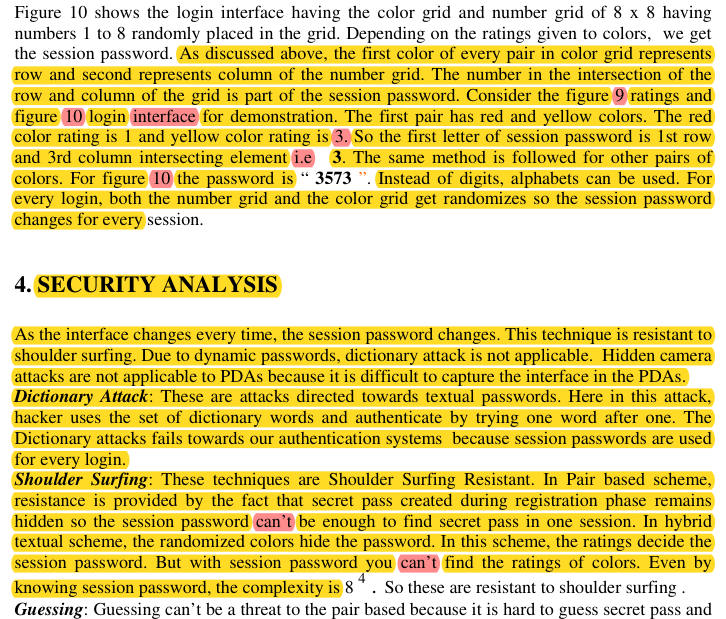 Figure 10 shows the login interface having the color grid and number grid of 8 x 8 having
numbers 1 to 8 randomly placed in the grid. Depending on the ratings given to colors, we get
the session password. As discussed above, the first color of every pair in color grid represents
row and second represents column of the number grid. The number in the intersection of the
row and column of the grid is part of the session password. Consider the figure 9 ratings and
figure 10 login interface for demonstration. The first pair has red and yellow colors. The red
color rating is 1 and yellow color rating is 3. So the first letter of session password is 1st row
and 3rd column intersecting element i.e 3. The same method is followed for other pairs of
colors. For figure 10 the password is “ 3573 ”. Instead of digits, alphabets can be used. For
every login, both the number grid and the color grid get randomizes so the session password
changes for every session.
4. SECURITY ANALYSIS
As the interface changes every time, the session password changes. This technique is resistant to
shoulder surfing. Due to dynamic passwords, dictionary attack is not applicable. Hidden camera
attacks are not applicable to PDAs because it is difficult to capture the interface in the PDAs.
Dictionary Attack: These are attacks directed towards textual passwords. Here in this attack,
hacker uses the set of dictionary words and authenticate by trying one word after one. The
Dictionary attacks fails towards our authentication systems because session passwords are used
for every login.
Shoulder Surfing: These techniques are Shoulder Surfing Resistant. In Pair based scheme,
resistance is provided by the fact that secret pass created during registration phase remains
hidden so the session password can't be enough to find secret pass in one session. In hybrid
textual scheme, the randomized colors hide the password. In this scheme, the ratings decide the
session password. But with session password you can't find the ratings of colors. Even by
knowing session password, the complexity is 8 4 . So these are resistant to shoulder surfing .
Guessing: Guessing can't be a threat to the pair based because it is hard to guess secret pass and